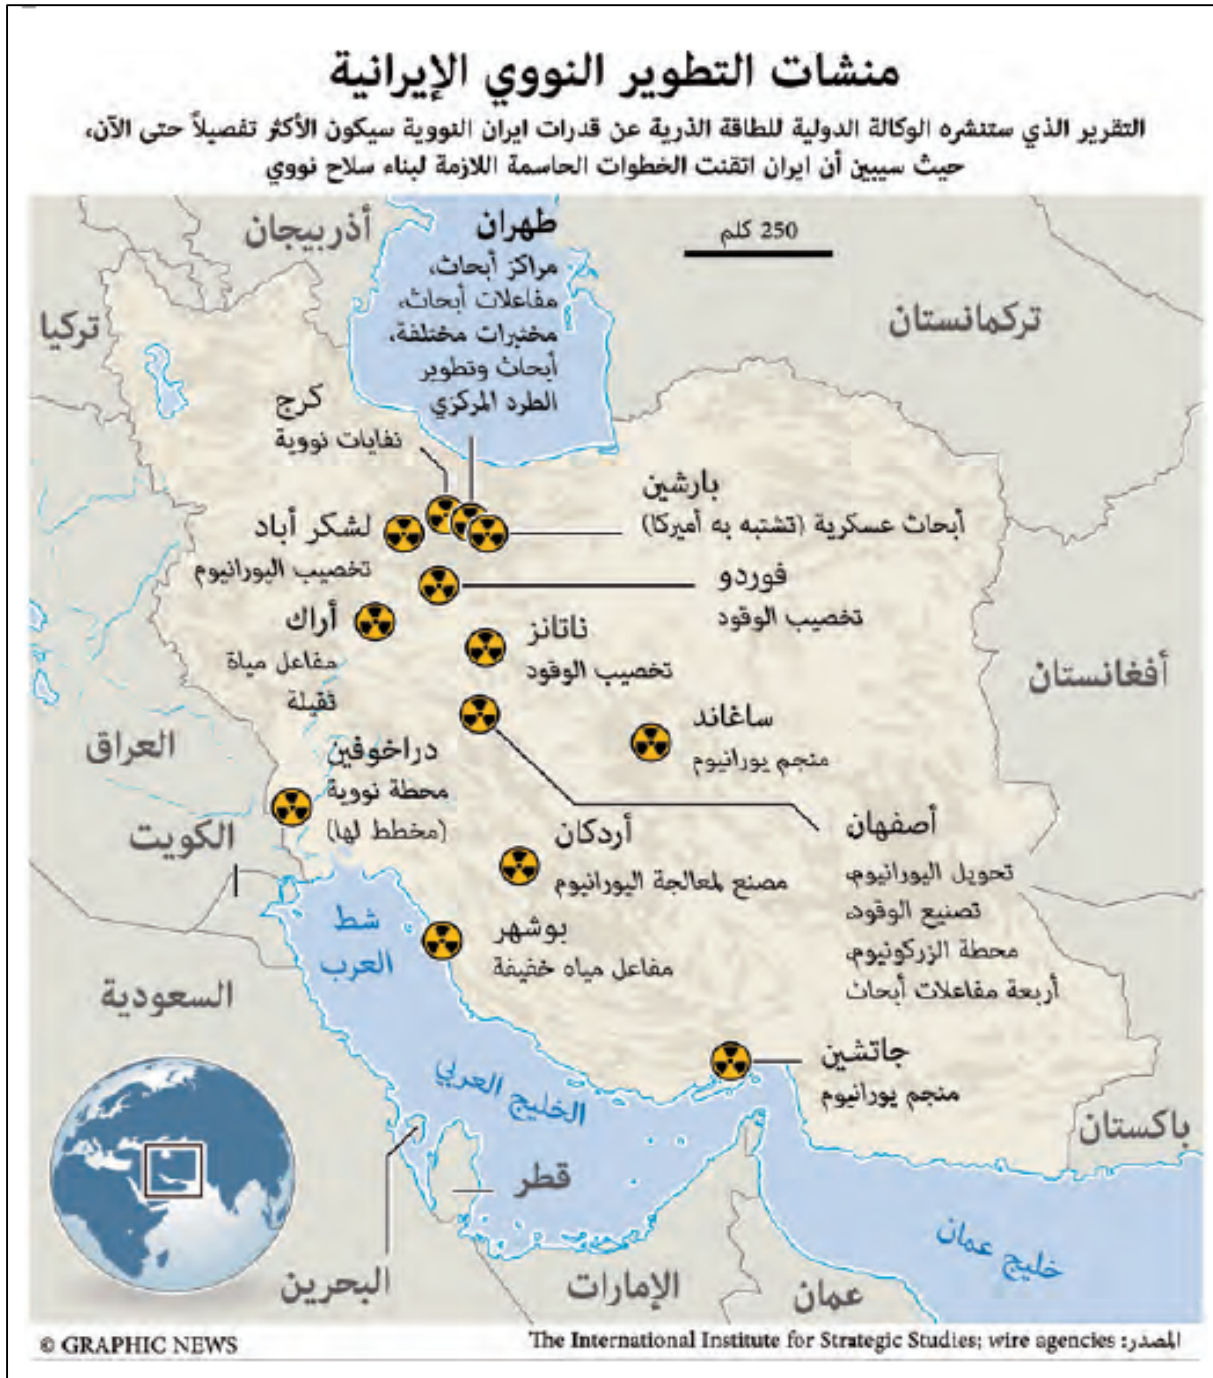 منشات التطوير النووي الإيرانية
التقرير الذي ستنشره الوكالة الدولية للطاقة الذرية عن قدرات ايران النووية سيكون الأكثر تفصيلاً حتى الآن،
حيث سيبين أن ايران اتقنت الخطوات الحاسمة اللازمة لبناء سلاح نووي
250 كلم
أذربيجان
تركيا
تركمانستان
طهران
مراكز أبحاث،
مفاعلات أبحاث،
مختبرات مختلفة،
أبحاث وتطوير
الطرد المركزي
كرج
نفايات نووية
بارشين
أبحاث عسكرية (تشتبه به أميركا)
لشكر أباد
تخصيب اليورانيوم
فوردو
تخصيب الوقود
أراك
مفاعل مياة
ثقيلة
ناتانز
تخصيب الوقود
أفغانستان
ساغاند
منجم يورانيوم
العراق
دراخوفين
محطة نووية
(مخطط لها)
الكويت
أردكان
مصنع لمعالجة اليورانيوم
أصفهان
تحويل اليورانيوم،
تصنيع الوقود،
محطة الزركونيوم،
أربعة مفاعلات أبحاث
شط
العرب
بوشهر
مفاعل مياه خفيفة
السعودية
جاتشين
منجم يورانيوم
الخليج العربي
باكستان
قطر
خليج عمان
البحرين
الإمارات
عمان
© GRAPHIC NEWS
المصدر: The International Institute for Strategic Studies; wire agencies